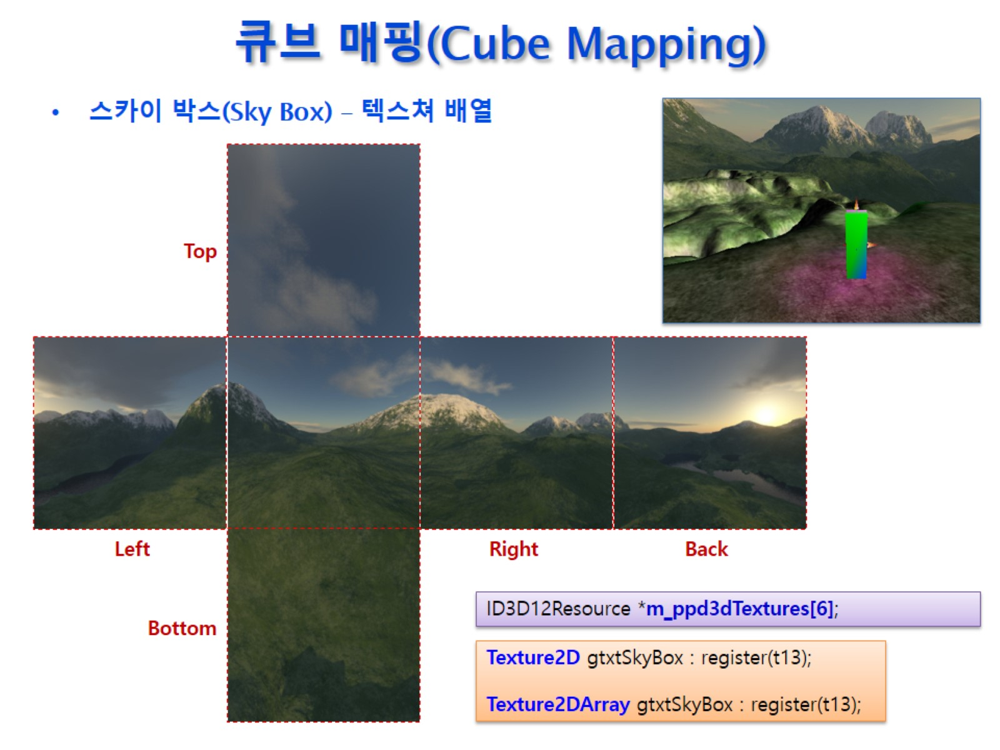 큐브 매핑(Cube Mapping)
• 스카이 박스(Sky Box) – 텍스쳐 배열
Top
Left
Right
Back
Bottom
ID3D12Resource *m_ppd3dTextures[6];
Texture2D gtxtSkyBox : register(t13);
Texture2DArray gtxtSkyBox : register(t13);